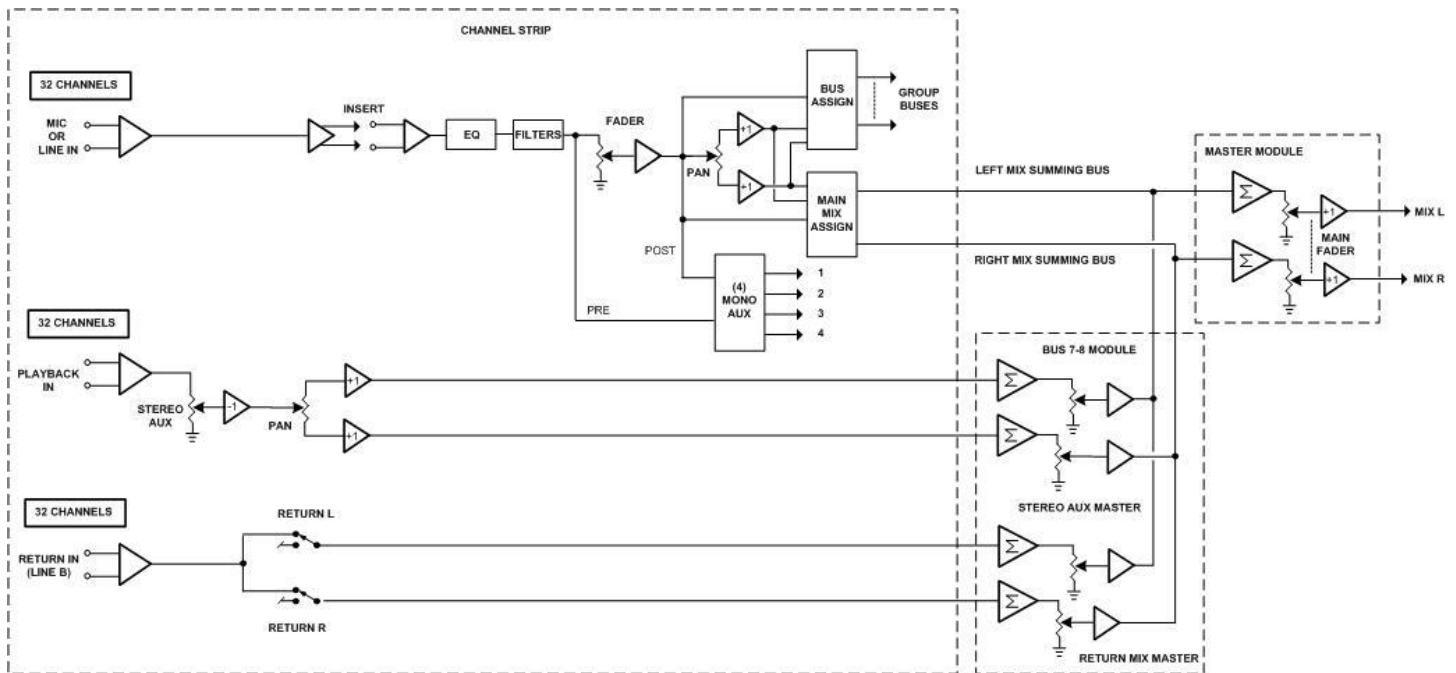 CHANNEL STRIP
32 CHANNELS
MIC
OR
LINE IN
INSERT
EQ
FILTERS
FADER
PAN
+1
+1
BUS
ASSIGN
GROUP
BUSES
MAIN
MIX
ASSIGN
POST
PRE
(4)
MONO
AUX
1
2
3
4
LEFT MIX SUMMING BUS
RIGHT MIX SUMMING BUS
MASTER MODULE
Σ
Σ
+1
+1
MAIN
FADER
MIX L
MIX R
32 CHANNELS
PLAYBACK
IN
STEREO
AUX
-1
PAN
+1
+1
BUS 7-8 MODULE
Σ
Σ
STEREO AUX MASTER
32 CHANNELS
RETURN IN
(LINE B)
RETURN L
RETURN R
Σ
Σ
RETURN MIX MASTER